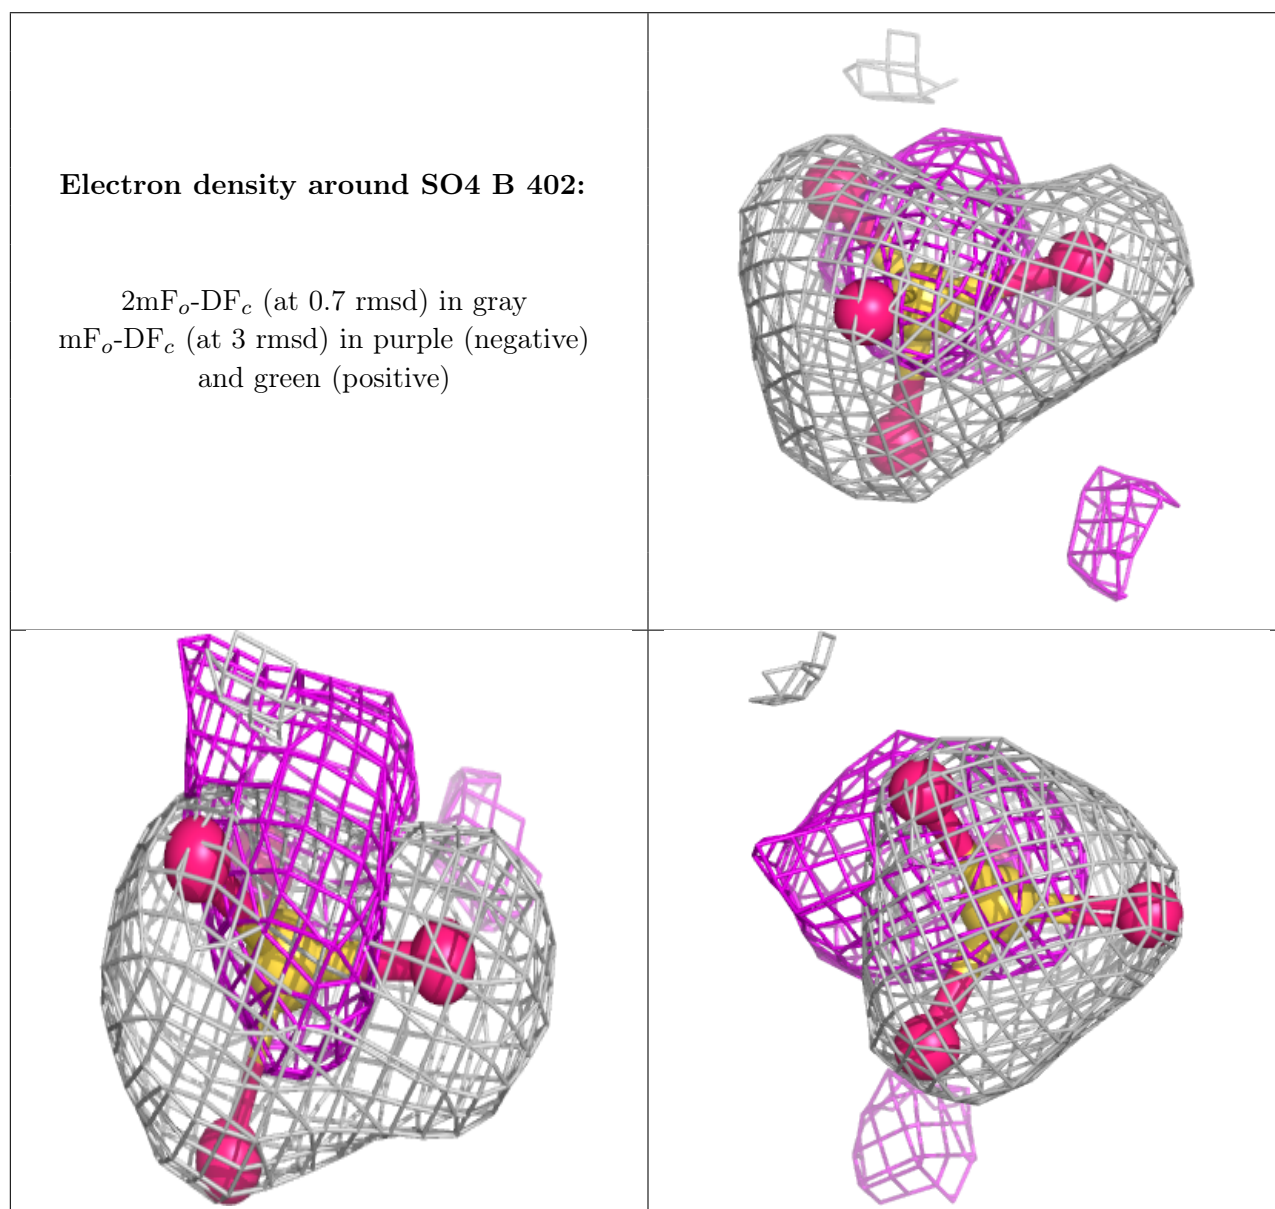 Electron density around SO4 B 402:
2mFo-DFc (at 0.7 rmsd) in gray
mFo-DFc (at 3 rmsd) in purple (negative)
and green (positive)